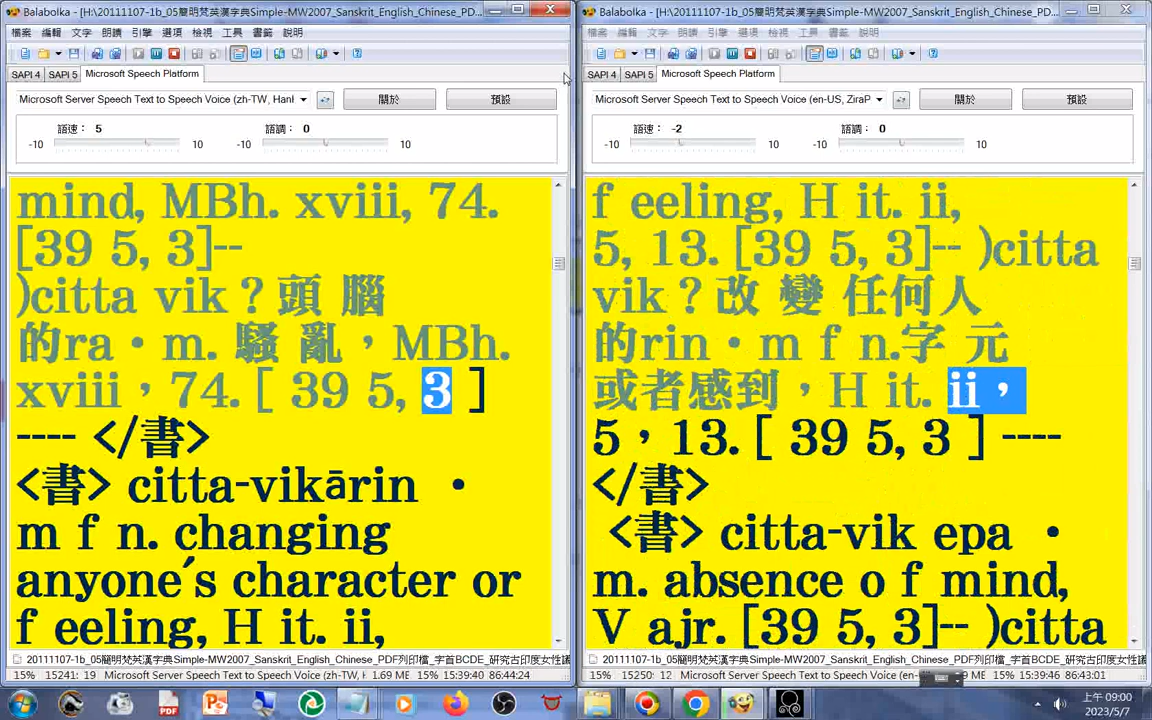 Balabolka - [H:\20111107-1b_05簡明梵英漢字典Simple-MW2007_Sanskrit_English_Chinese_PD...
檔案 編輯 文字 朗讀 引擎 選項 檢視 工具 書籤 說明
SAPI 4 SAPI 5 Microsoft Speech Platform
Microsoft Server Speech Text to Speech Voice (zh-TW, Hanl
關於 預設
語速： 5 語調： 0
-10 10 -10 10
mind, MBh. xviii, 74.
[39 5, 3]--
)citta vik？頭 腦
的ra・m. 騷 亂，MBh.
xviii，74. [ 39 5, 3 ]
---- </書>
<書> citta-vikārin ・
m f n. changing
anyone´s character or
f eeling, H it. ii,
20111107-1b_05簡明梵英漢字典Simple-MW2007_Sanskrit_English_Chinese_PDF列印檔_字首BCDE_研究古印度女性議
15% 15241: 19 Microsoft Server Speech Text to Speech Voice (zh-TW, H 1.69 MB 15% 15:39:40 86:44:24
Balabolka - [H:\20111107-1b_05簡明梵英漢字典Simple-MW2007_Sanskrit_English_Chinese_PD...
檔案 編輯 文字 朗讀 引擎 選項 檢視 工具 書籤 說明
SAPI 4 SAPI 5 Microsoft Speech Platform
Microsoft Server Speech Text to Speech Voice (en-US, ZiraP
關於 預設
語速： -2 語調： 0
-10 10 -10 10
f eeling, H it. ii,
5, 13. [39 5, 3]-- )citta
vik？改 變 任何人
的rin・m f n.字 元
或者感到，H it. ii，
5，13. [ 39 5, 3 ] ----
</書>
<書> citta-vik epa ・
m. absence o f mind,
V ajr. [39 5, 3]-- )citta
20111107-1b_05簡明梵英漢字典Simple-MW2007_Sanskrit_English_Chinese_PDF列印檔_字首BCDE_研究古印度女性議
15% 15250: 12 Microsoft Server Speech Text to Speech Voice 15% 15:39:46 86:43:01
PDF
上午 09:00
2023/5/7